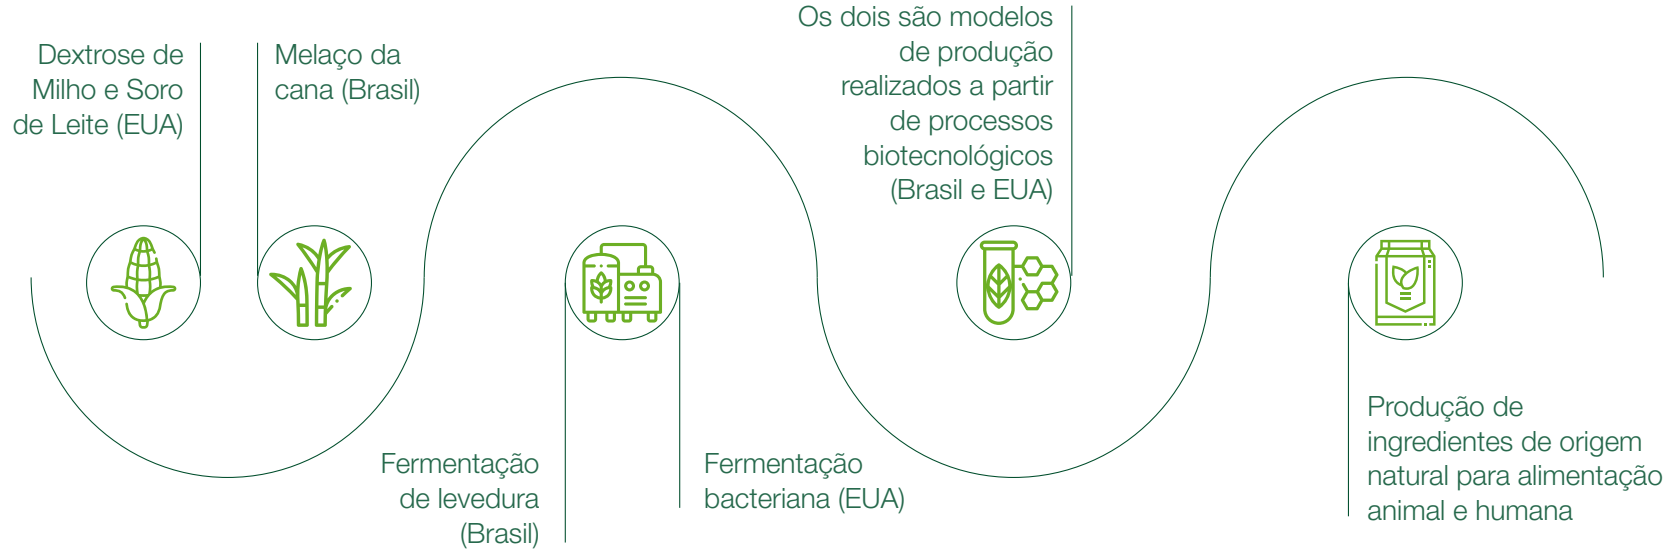 Dextrose de
Milho e Soro
de Leite (EUA)
Melaço da
cana (Brasil)
Fermentação
de levedura
(Brasil)
Fermentação
bacteriana (EUA)
Os dois são modelos
de produção
realizados a partir
de processos
biotecnológicos
(Brasil e EUA)
Produção de
ingredientes de origem
natural para alimentação
animal e humana